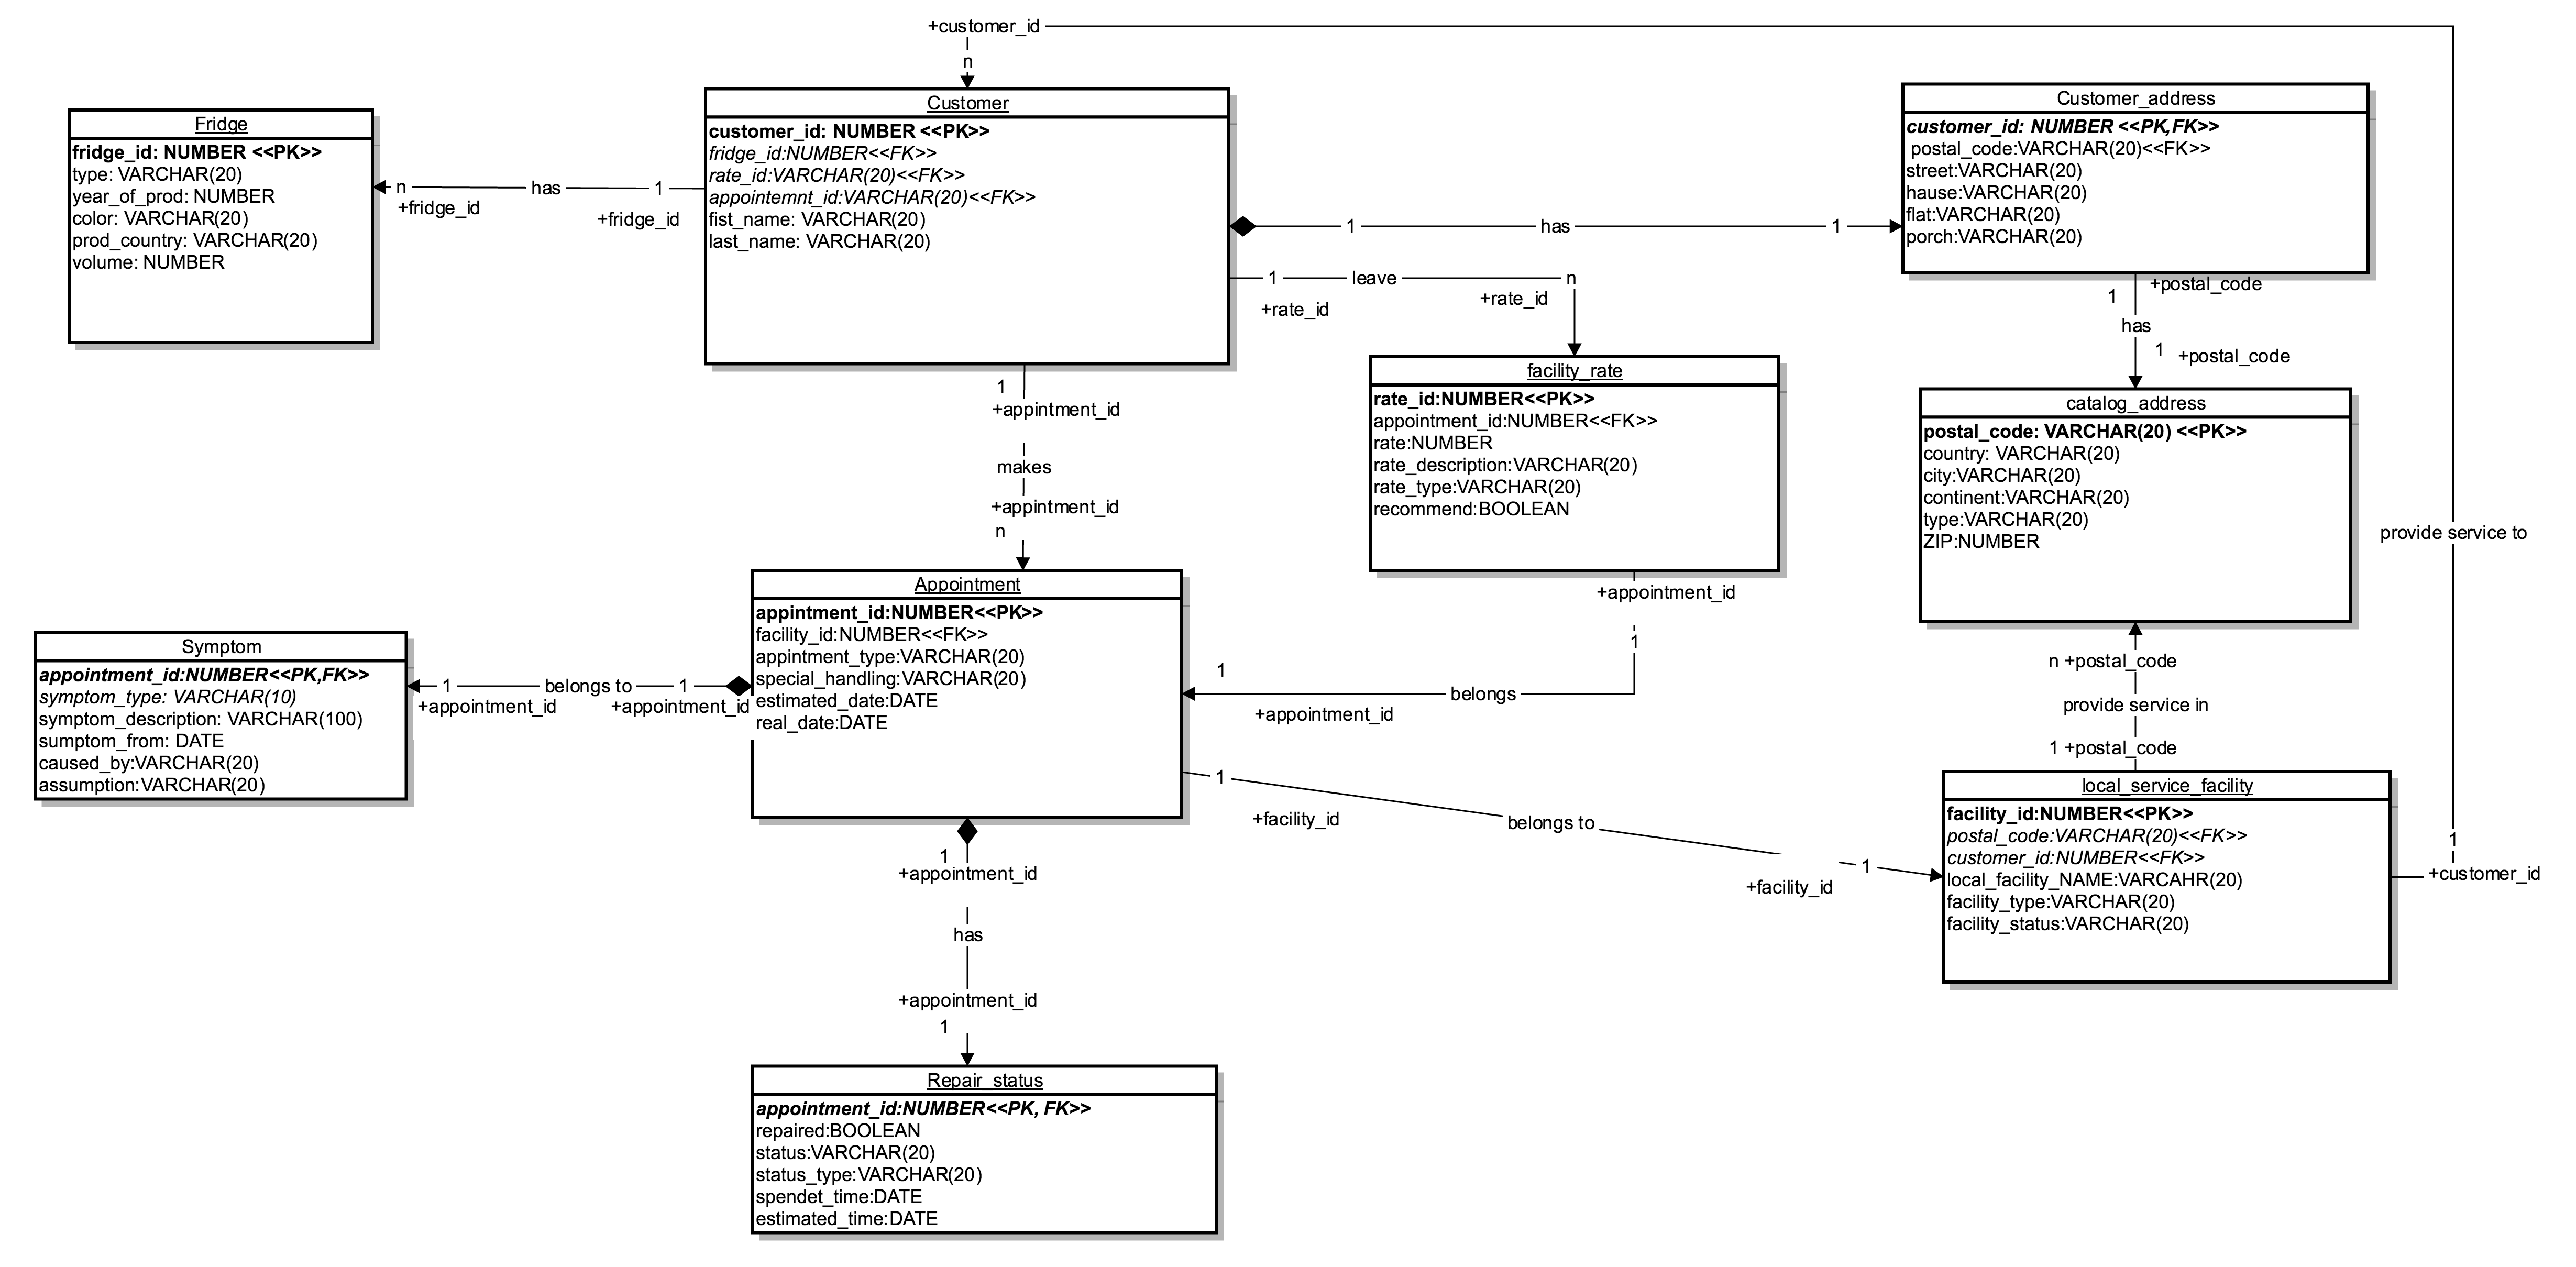 +customer_id
n
Customer
customer_id: NUMBER <<PK>>
fridge_id:NUMBER<<FK>>
rate_id:VARCHAR(20)<<FK>>
appointemnt_id:VARCHAR(20)<<FK>>
fist_name: VARCHAR(20)
last_name: VARCHAR(20)
Fridge
fridge_id: NUMBER <<PK>>
type: VARCHAR(20)
year_of_prod: NUMBER
color: VARCHAR(20)
prod_country: VARCHAR(20)
volume: NUMBER
n has 1
+fridge_id
+fridge_id
Customer_address
customer_id: NUMBER <<PK,FK>>
postal_code:VARCHAR(20)<<FK>>
street:VARCHAR(20)
hause:VARCHAR(20)
flat:VARCHAR(20)
porch:VARCHAR(20)
1 has 1
1 leave n
+rate_id
+rate_id
+postal_code
1
has
1 +postal_code
facility_rate
rate_id:NUMBER<<PK>>
appointment_id:NUMBER<<FK>>
rate:NUMBER
rate_description:VARCHAR(20)
rate_type:VARCHAR(20)
recommend:BOOLEAN
catalog_address
postal_code: VARCHAR(20) <<PK>>
country: VARCHAR(20)
city:VARCHAR(20)
continent:VARCHAR(20)
type:VARCHAR(20)
ZIP:NUMBER
provide service to
1
+appintment_id
makes
+appintment_id
n
Appointment
appintment_id:NUMBER<<PK>>
facility_id:NUMBER<<FK>>
appintment_type:VARCHAR(20)
special_handling:VARCHAR(20)
estimated_date:DATE
real_date:DATE
+appointment_id
1
1
belongs
+appointment_id
Symptom
appointment_id:NUMBER<<PK,FK>>
symptom_type: VARCHAR(10)
symptom_description: VARCHAR(100)
sumptom_from: DATE
caused_by:VARCHAR(20)
assumption:VARCHAR(20)
1 belongs to 1
+appointment_id
+appointment_id
n +postal_code
provide service in
1 +postal_code
1
+facility_id
belongs to
1
+facility_id
local_service_facility
facility_id:NUMBER<<PK>>
postal_code:VARCHAR(20)<<FK>>
customer_id:NUMBER<<FK>>
local_facility_NAME:VARCAHR(20)
facility_type:VARCHAR(20)
facility_status:VARCHAR(20)
1
+customer_id
1
+appointment_id
has
+appointment_id
1
Repair_status
appointment_id:NUMBER<<PK, FK>>
repaired:BOOLEAN
status:VARCHAR(20)
status_type:VARCHAR(20)
spendet_time:DATE
estimated_time:DATE